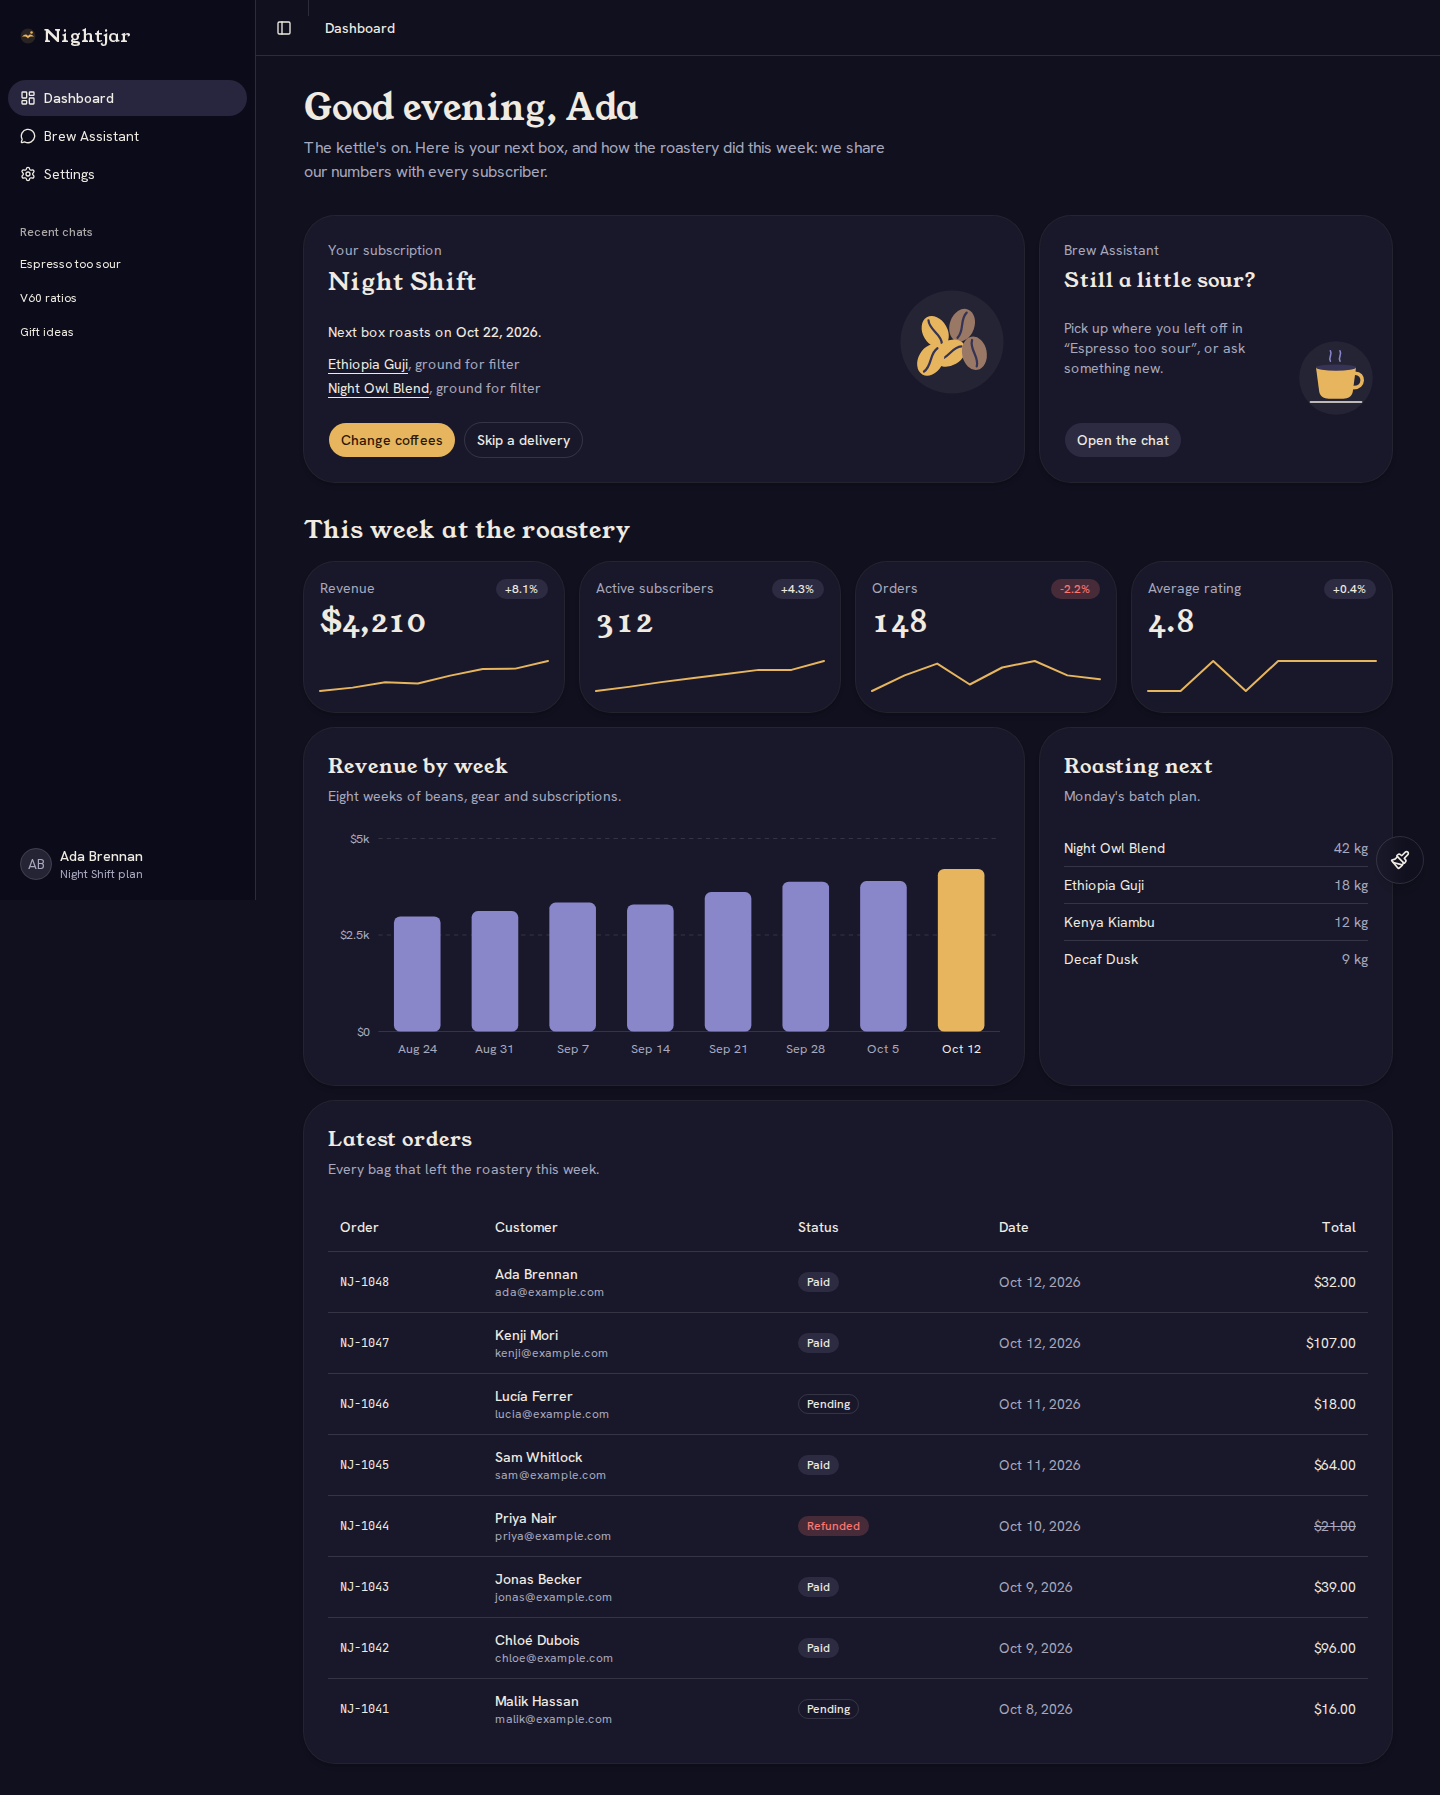 Nightjar
Dashboard
Brew Assistant
Settings
Recent chats
Espresso too sour
V60 ratios
Gift ideas
AB
Ada Brennan
Night Shift plan
Dashboard
Good evening, Ada
The kettle's on. Here is your next box, and how the roastery did this week: we share
our numbers with every subscriber.
Your subscription
Night Shift
Next box roasts on Oct 22, 2026.
Ethiopia Guji, ground for filter
Night Owl Blend, ground for filter
Change coffees
Skip a delivery
Brew Assistant
Still a little sour?
Pick up where you left off in
“Espresso too sour”, or ask
something new.
Open the chat
This week at the roastery
Revenue
+8.1%
$4,210
Active subscribers
+4.3%
312
Orders
-2.2%
148
Average rating
+0.4%
4.8
Revenue by week
Eight weeks of beans, gear and subscriptions.
$5k
$2.5k
$0
Aug 24 Aug 31 Sep 7 Sep 14 Sep 21 Sep 28 Oct 5 Oct 12
Roasting next
Monday's batch plan.
Night Owl Blend 42 kg
Ethiopia Guji 18 kg
Kenya Kiambu 12 kg
Decaf Dusk 9 kg
Latest orders
Every bag that left the roastery this week.
Order Customer Status Date Total
NJ-1048 Ada Brennan Paid Oct 12, 2026 $32.00
ada@example.com
NJ-1047 Kenji Mori Paid Oct 12, 2026 $107.00
kenji@example.com
NJ-1046 Lucía Ferrer Pending Oct 11, 2026 $18.00
lucia@example.com
NJ-1045 Sam Whitlock Paid Oct 11, 2026 $64.00
sam@example.com
NJ-1044 Priya Nair Refunded Oct 10, 2026 $21.00
priya@example.com
NJ-1043 Jonas Becker Paid Oct 9, 2026 $39.00
jonas@example.com
NJ-1042 Chloé Dubois Paid Oct 9, 2026 $96.00
chloe@example.com
NJ-1041 Malik Hassan Pending Oct 8, 2026 $16.00
malik@example.com